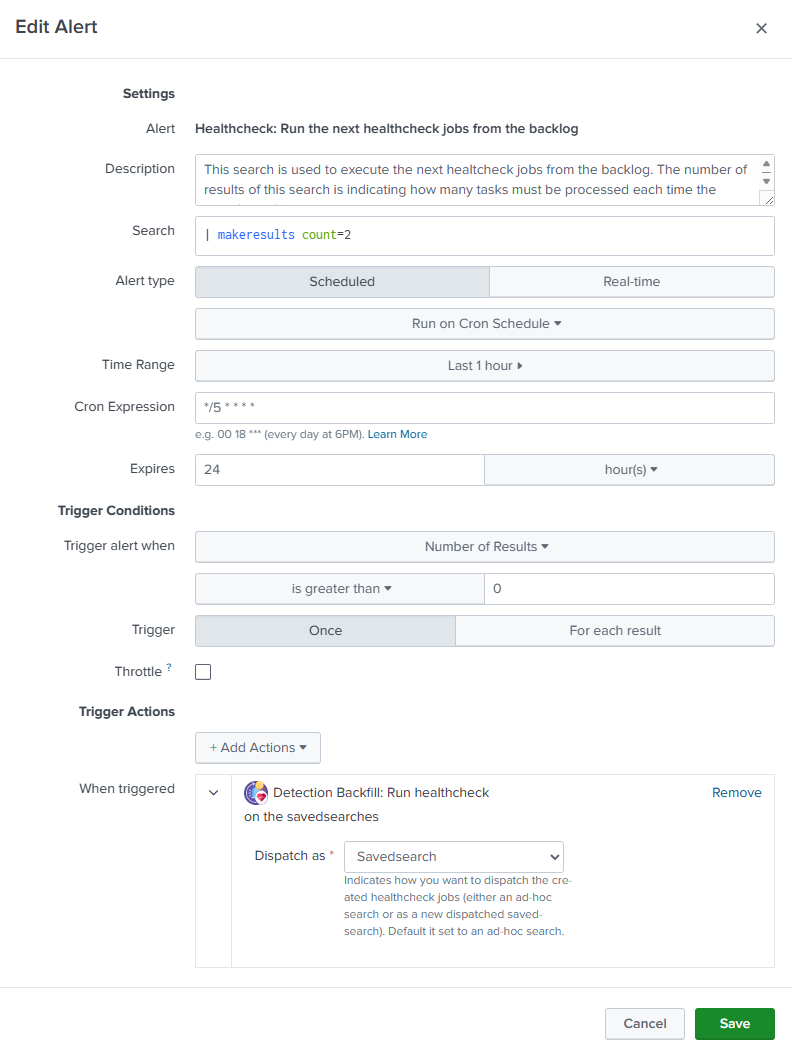 Edit Alert
Settings
Alert
Healthcheck: Run the next healthcheck jobs from the backlog
Description
This search is used to execute the next healtcheck jobs from the backlog. The number of
results of this search is indicating how many tasks must be processed each time the
Search
| makeresults count=2
Alert type
Scheduled
Real-time
Run on Cron Schedule
Time Range
Last 1 hour
Cron Expression
*/5 * * * *
e.g. 00 18 *** (every day at 6PM). Learn More
Expires
24
hour(s)
Trigger Conditions
Trigger alert when
Number of Results
is greater than
0
Trigger
Once
For each result
Throttle ?
Trigger Actions
+ Add Actions
When triggered
Detection Backfill: Run healthcheck
Remove
on the savedsearches
Dispatch as *
Savedsearch
Indicates how you want to dispatch the cre-
ated healthcheck jobs (either an ad-hoc
search or as a new dispatched saved-
search). Default it set to an ad-hoc search.
Cancel
Save